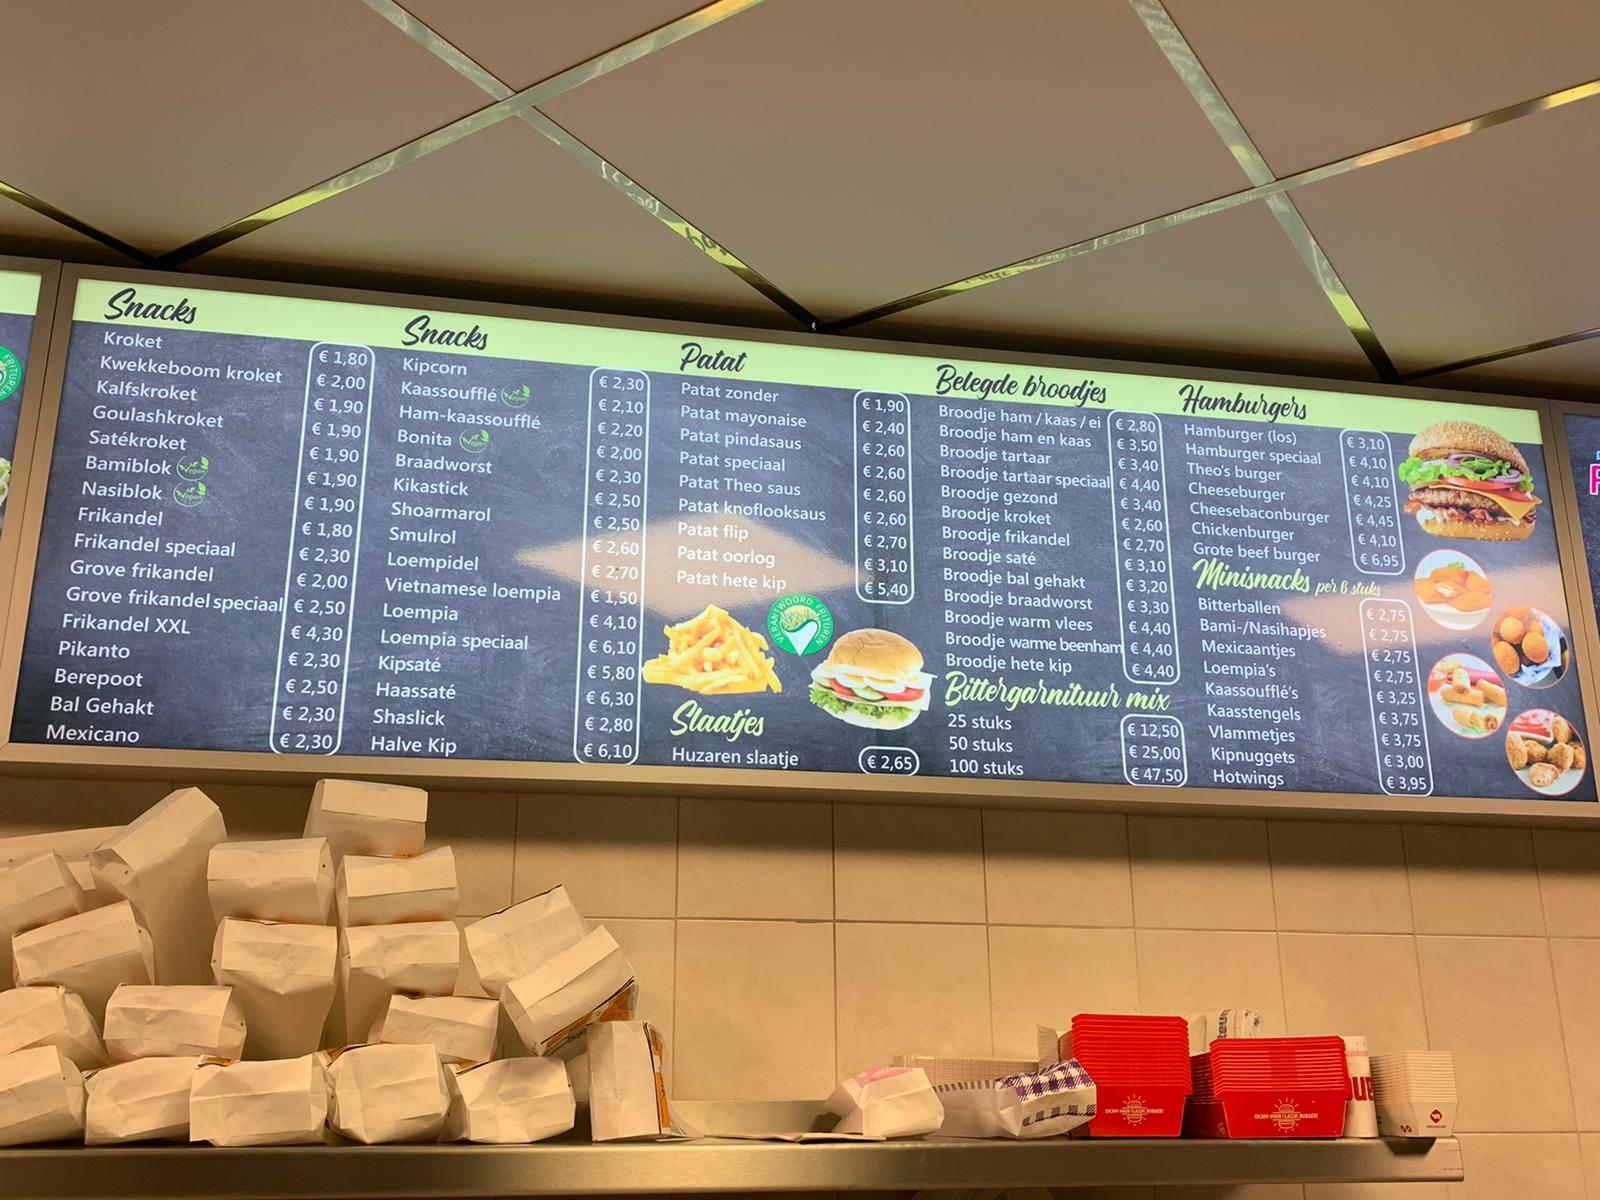 Snacks
Kroket € 1,80
Kwekkeboom kroket € 2,00
Kalfskroket € 1,90
Goulashkroket € 1,90
Satékroket € 1,90
Bamiblok Vegan € 1,90
Nasiblok Vegan € 1,90
Frikandel € 1,80
Frikandel speciaal € 2,30
Grove frikandel € 2,00
Grove frikandel speciaal € 2,50
Frikandel XXL € 4,30
Pikanto € 2,30
Berepoot € 2,50
Bal Gehakt € 2,30
Mexicano € 2,30
Snacks
Kipcorn € 2,30
Kaassoufflé Vegan € 2,10
Ham-kaassoufflé € 2,20
Bonita Vegan € 2,00
Braadworst € 2,30
Kikastick € 2,50
Shoarmarol € 2,50
Smulrol € 2,60
Loempidel € 2,70
Vietnamese loempia € 1,50
Loempia € 4,10
Loempia speciaal € 6,10
Kipsaté € 5,80
Haassaté € 6,30
Shaslick € 2,80
Halve Kip € 6,10
Patat
Patat zonder € 1,90
Patat mayonaise € 2,40
Patat pindasaus € 2,60
Patat speciaal € 2,60
Patat Theo saus € 2,60
Patat knoflooksaus € 2,60
Patat flip € 2,70
Patat oorlog € 3,10
Patat hete kip € 5,40
VERANTWOORD FRITUREN
Slaatjes
Huzaren slaatje € 2,65
Belegde broodjes
Broodje ham / kaas / ei € 2,80
Broodje ham en kaas € 3,50
Broodje tartaar € 3,40
Broodje tartaar speciaal € 4,40
Broodje gezond € 3,40
Broodje kroket € 2,60
Broodje frikandel € 2,70
Broodje saté € 3,10
Broodje bal gehakt € 3,20
Broodje braadworst € 3,30
Broodje warm vlees € 4,40
Broodje warme beenham € 4,40
Broodje hete kip € 4,40
Bittergarnituur mix
25 stuks € 12,50
50 stuks € 25,00
100 stuks € 47,50
Hamburgers
Hamburger (los) € 3,10
Hamburger speciaal € 4,10
Theo's burger € 4,10
Cheeseburger € 4,25
Cheesebaconburger € 4,45
Chickenburger € 4,10
Grote beef burger € 6,95
Minisnacks per 6 stuks
Bitterballen € 2,75
Bami-/Nasihapjes € 2,75
Mexicaantjes € 2,75
Loempia's € 2,75
Kaassoufflé's € 3,25
Kaasstengels € 3,75
Vlammetjes € 3,75
Kipnuggets € 3,00
Hotwings € 3,95
ENJOY YOUR CLASSIC BURGER!
ENJOY YOUR CLASSIC BURGER!